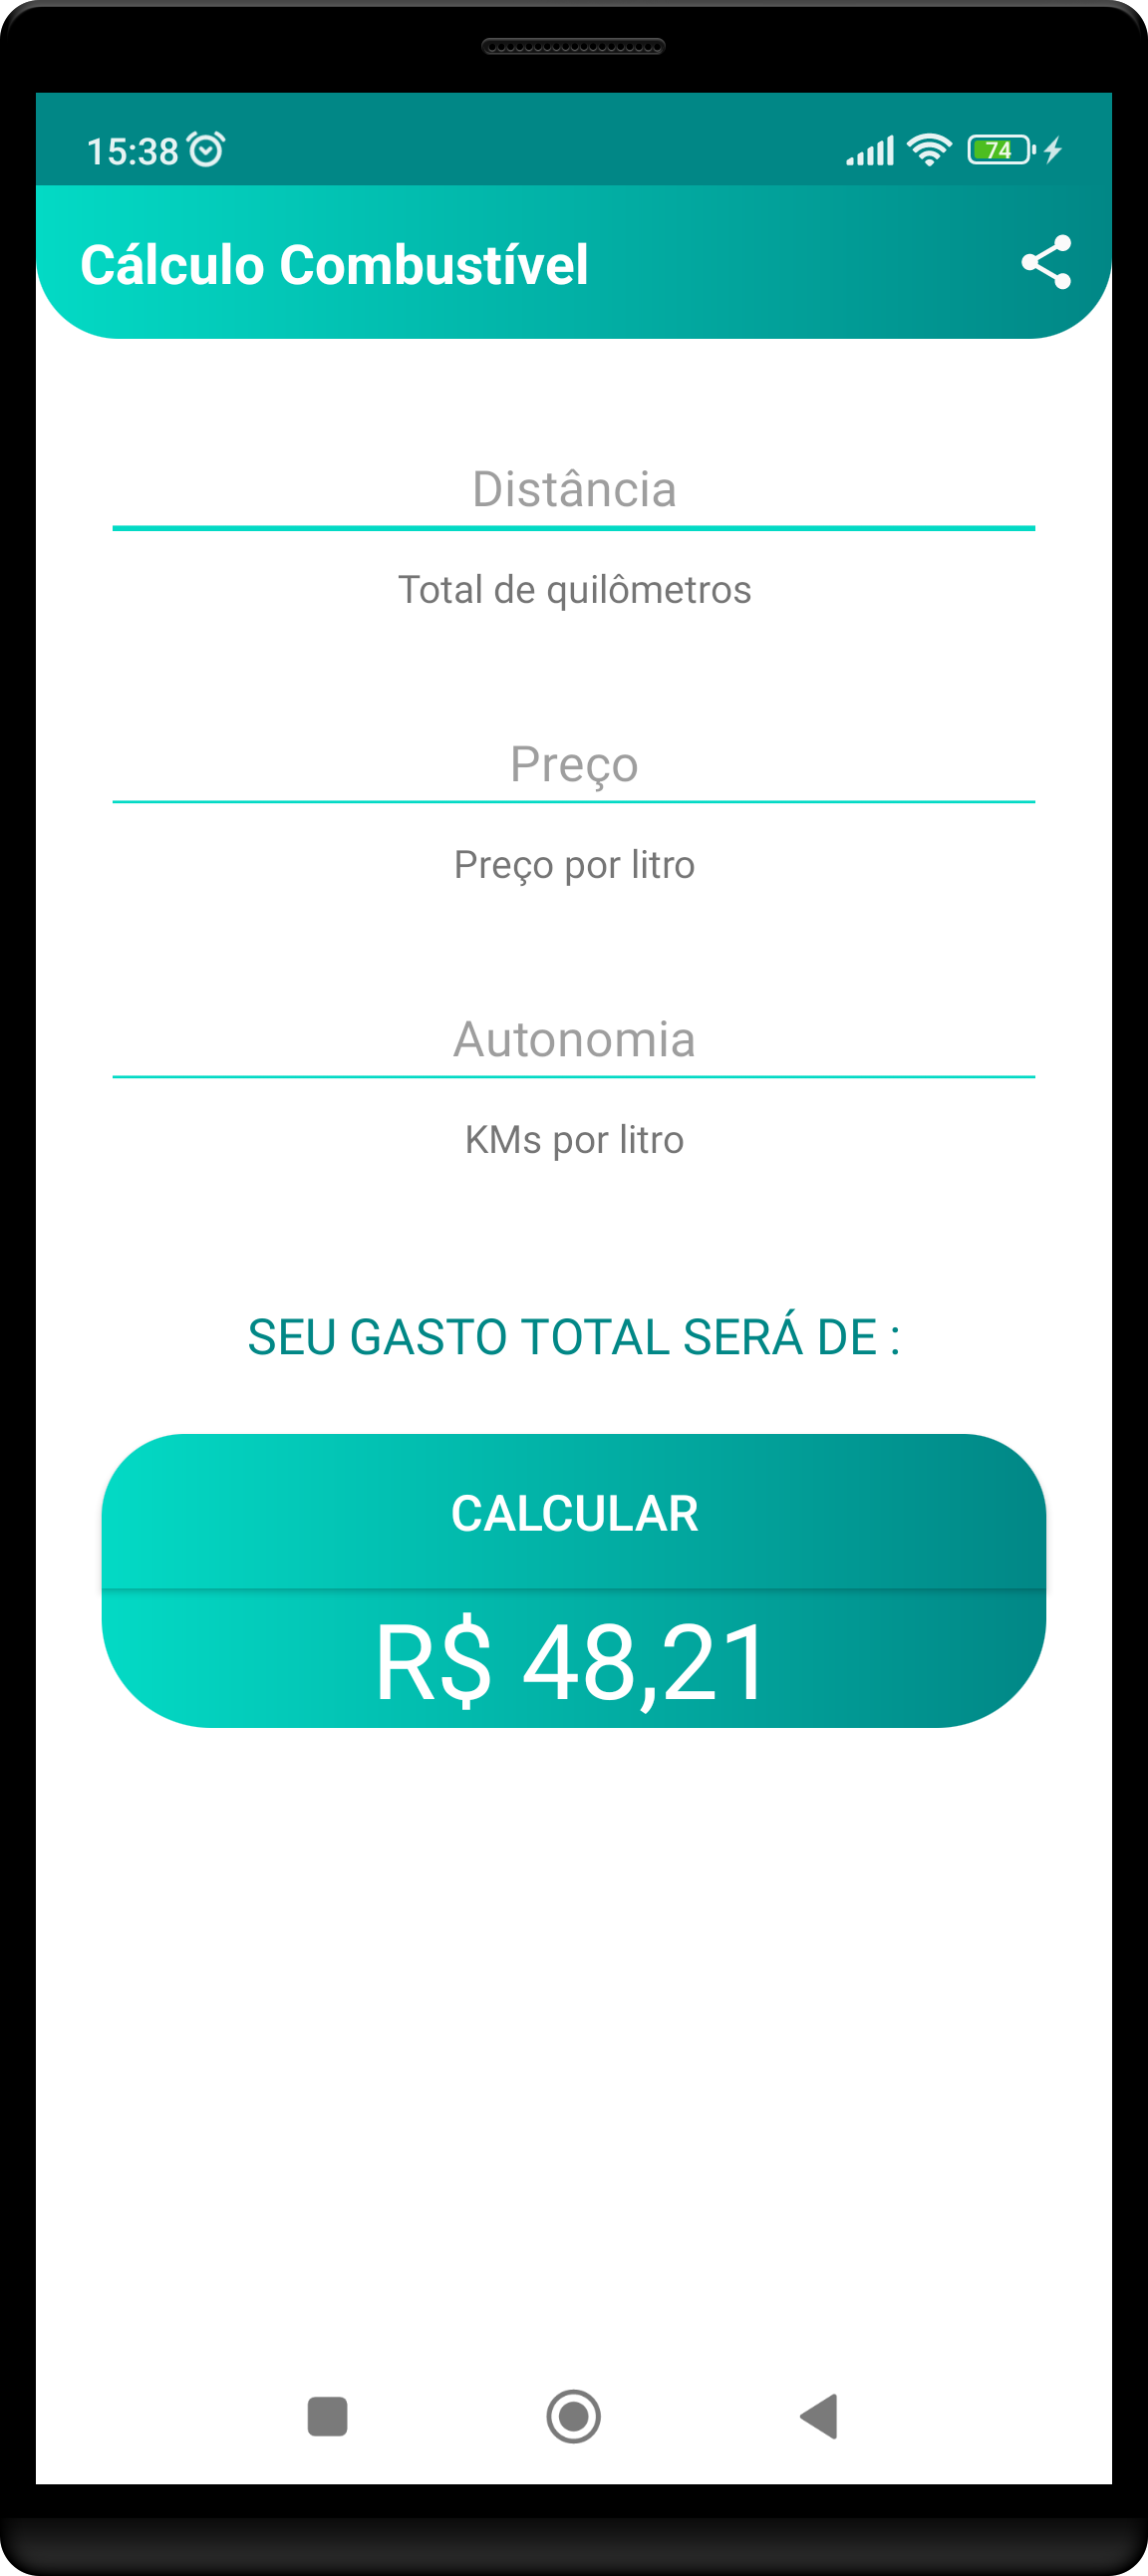 15:38
74
Cálculo Combustível
Distância
Total de quilômetros
Preço
Preço por litro
Autonomia
KMs por litro
SEU GASTO TOTAL SERÁ DE :
CALCULAR
R$ 48,21